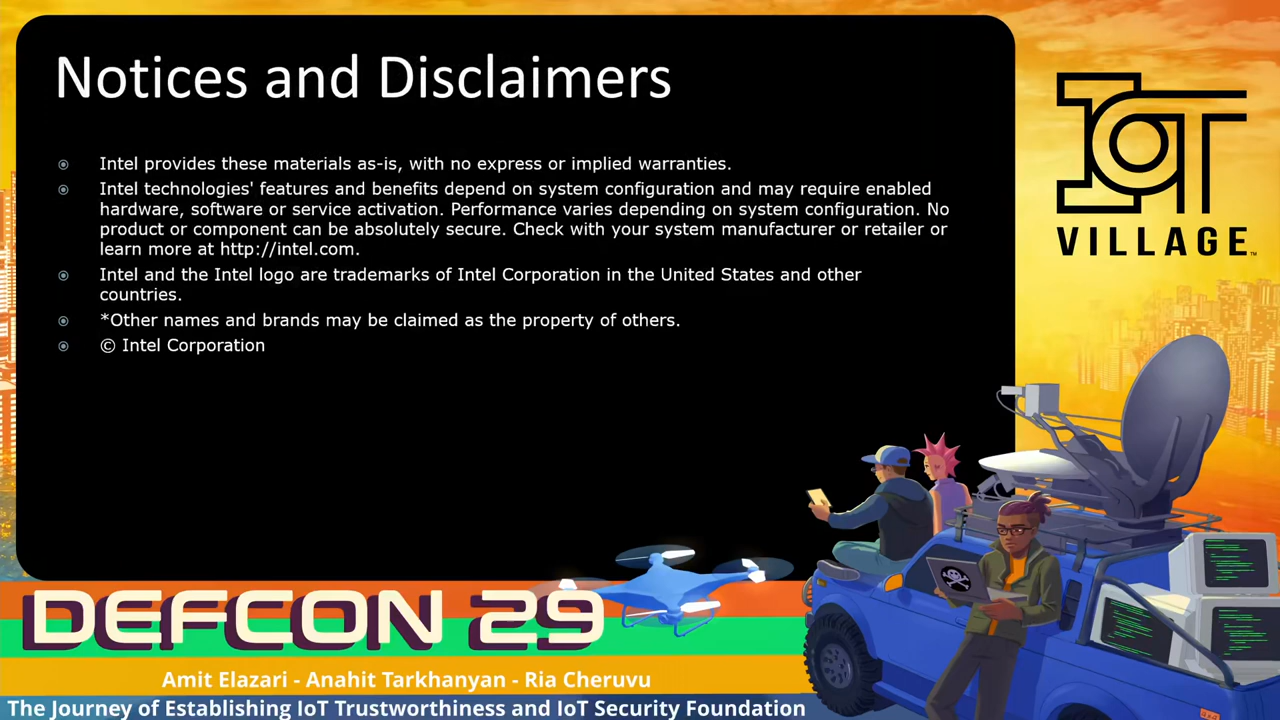 Notices and Disclaimers
Intel provides these materials as-is, with no express or implied warranties.
Intel technologies' features and benefits depend on system configuration and may require enabled
hardware, software or service activation. Performance varies depending on system configuration. No
product or component can be absolutely secure. Check with your system manufacturer or retailer or
learn more at http://intel.com.
Intel and the Intel logo are trademarks of Intel Corporation in the United States and other
countries.
*Other names and brands may be claimed as the property of others.
© Intel Corporation
IOT
VILLAGE™
DEFCON 29
Amit Elazari - Anahit Tarkhanyan - Ria Cheruvu
The Journey of Establishing IoT Trustworthiness and IoT Security Foundation